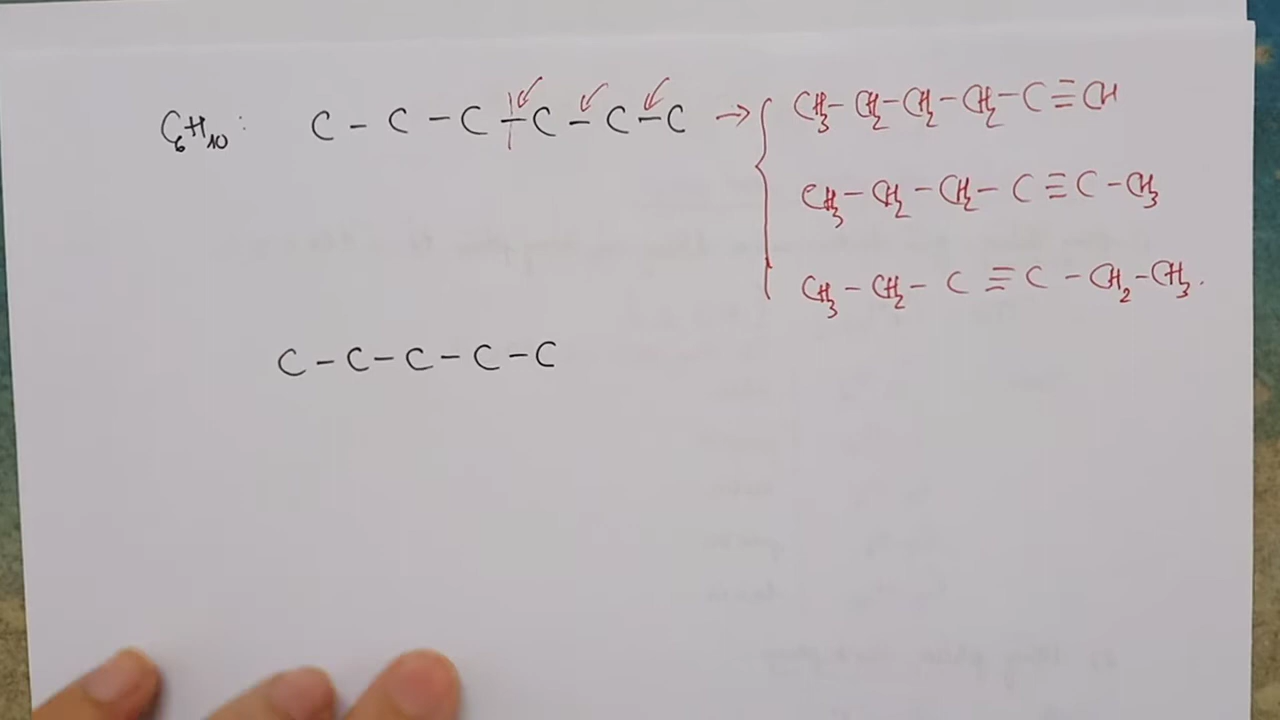 C₆H₁₀: C – C – C – C – C – C → { CH₃– CH₂– CH₂– CH₂– C ≡ CH
CH₃– CH₂ – CH₂– C ≡ C – CH₃
CH₃ – CH₂ – C ≡ C – CH₂ – CH₃.
C – C – C – C – C